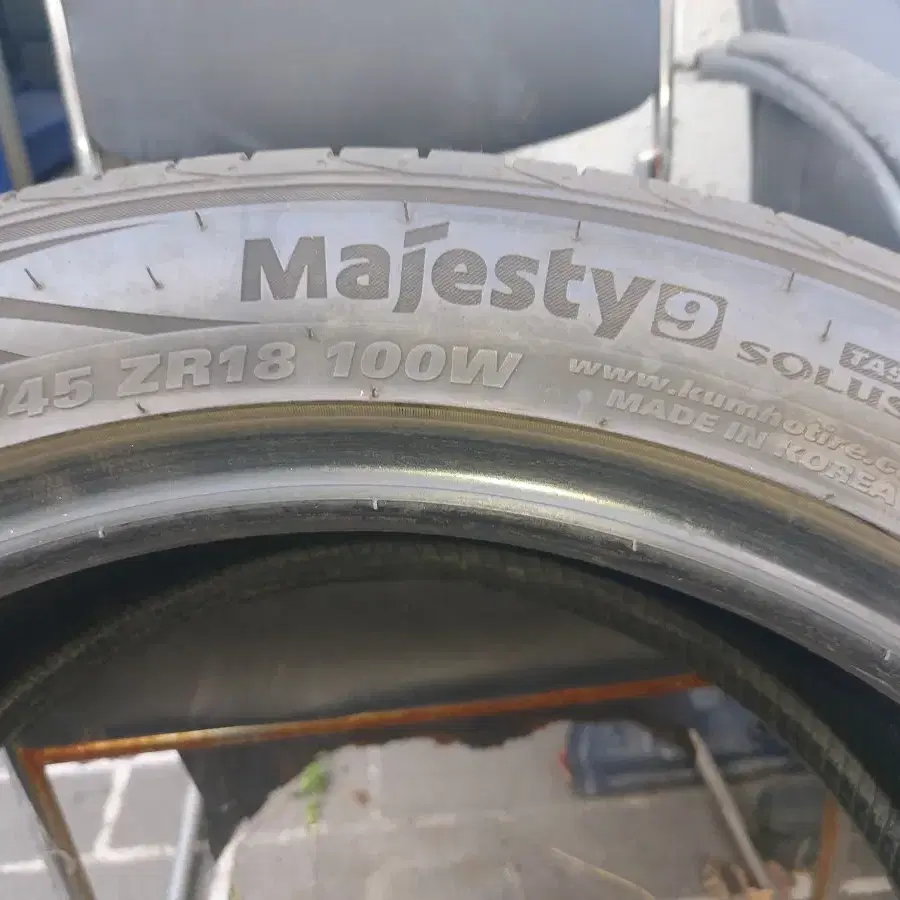 Majesty9
SOLUS
/45 ZR18 100W
www.kumhotire.c
MADE IN KOREA